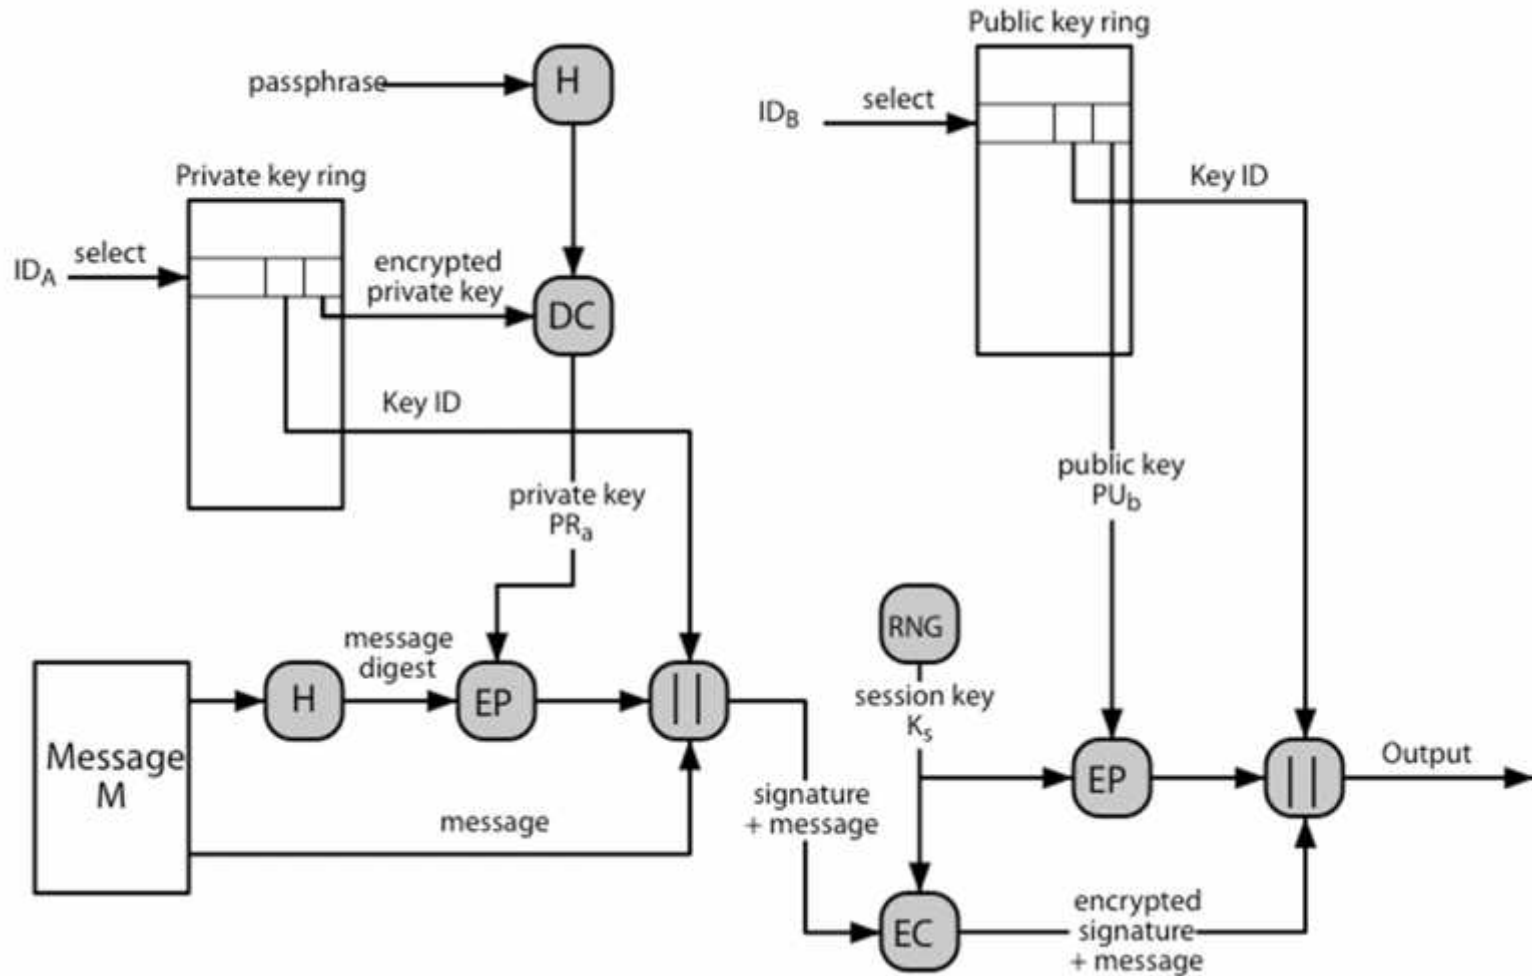 Public key ring
passphrase
H
ID_B
select
Private key ring
Key ID
ID_A
select
encrypted
private key
DC
Key ID
public key
PU_b
private key
PR_a
RNG
message
digest
session key
K_s
H
EP
||
Message
M
EP
||
Output
signature
+ message
message
EC
encrypted
signature
+ message